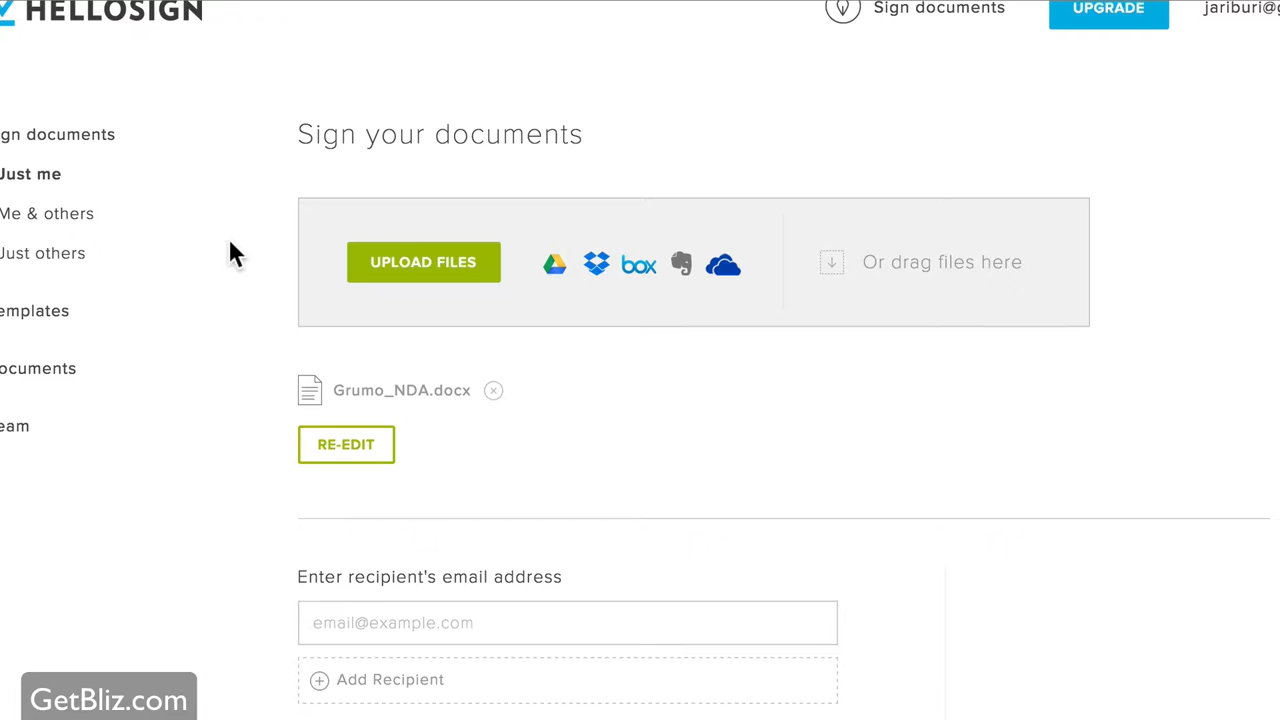 HELLOSIGN
Sign documents
UPGRADE
jariburi@g
gn documents
Just me
Me & others
Just others
emplates
ocuments
eam
Sign your documents
UPLOAD FILES
box
Or drag files here
Grumo_NDA.docx
RE-EDIT
Enter recipient's email address
email@example.com
Add Recipient
GetBliz.com